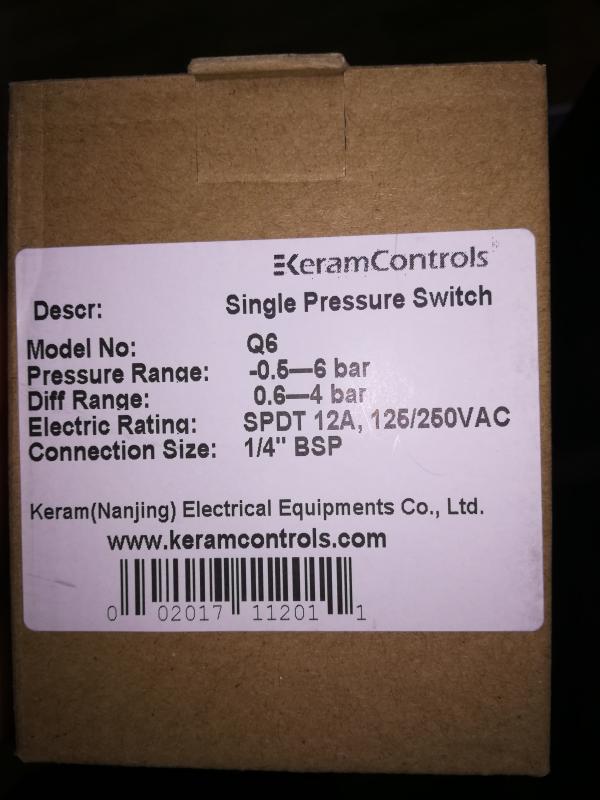 KeramControls
Descr: Single Pressure Switch
Model No: Q6
Pressure Range: -0.5—6 bar
Diff Range: 0.6—4 bar
Electric Rating: SPDT 12A, 125/250VAC
Connection Size: 1/4" BSP
Keram(Nanjing) Electrical Equipments Co., Ltd.
www.keramcontrols.com
0 02017 11201 1